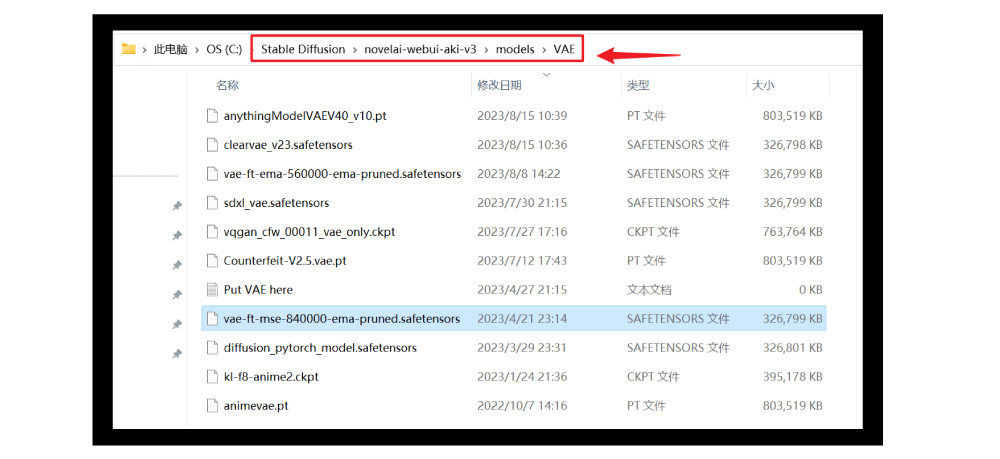 此电脑 › OS (C:) › Stable Diffusion › novelai-webui-aki-v3 › models › VAE
名称 修改日期 类型 大小
anythingModelVAEV40_v10.pt 2023/8/15 10:39 PT 文件 803,519 KB
clearvae_v23.safetensors 2023/8/15 10:36 SAFETENSORS 文件 326,798 KB
vae-ft-ema-560000-ema-pruned.safetensors 2023/8/8 14:22 SAFETENSORS 文件 326,799 KB
sdxl_vae.safetensors 2023/7/30 21:15 SAFETENSORS 文件 326,799 KB
vqgan_cfw_00011_vae_only.ckpt 2023/7/27 17:16 CKPT 文件 763,764 KB
Counterfeit-V2.5.vae.pt 2023/7/12 17:43 PT 文件 803,519 KB
Put VAE here 2023/4/27 21:15 文本文档 0 KB
vae-ft-mse-840000-ema-pruned.safetensors 2023/4/21 23:14 SAFETENSORS 文件 326,799 KB
diffusion_pytorch_model.safetensors 2023/3/29 23:31 SAFETENSORS 文件 326,801 KB
kl-f8-anime2.ckpt 2023/1/24 21:36 CKPT 文件 395,178 KB
animevae.pt 2022/10/7 14:16 PT 文件 803,519 KB